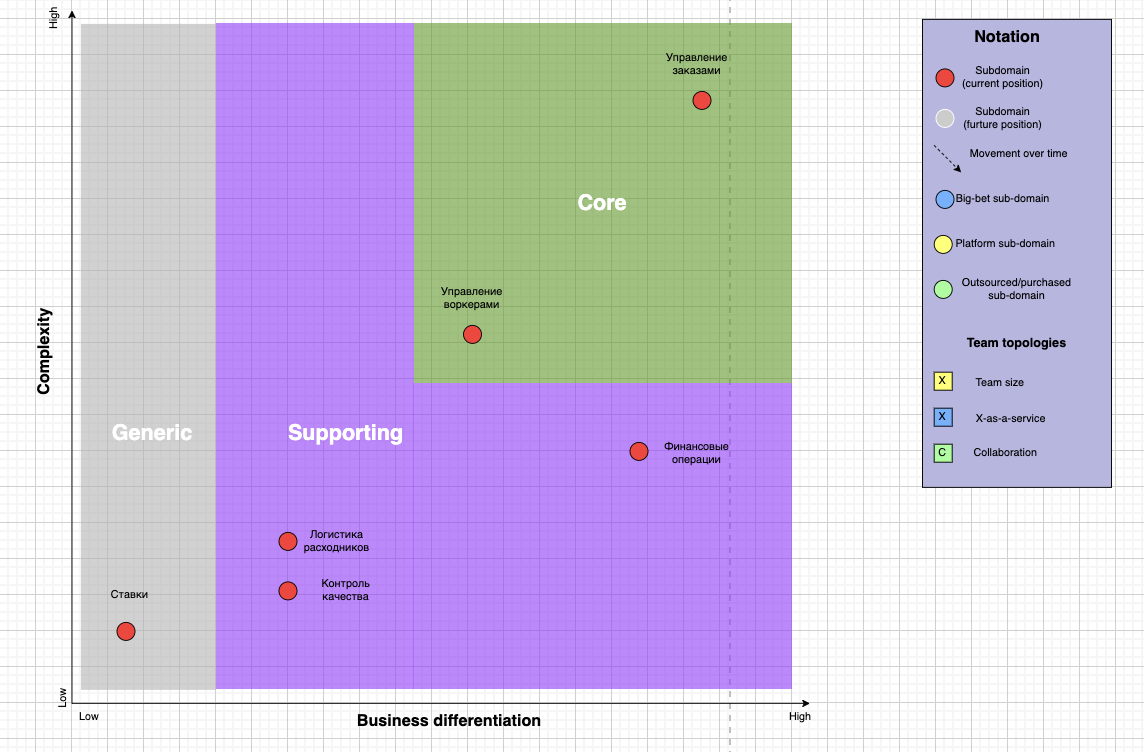 High
Complexity
Low
Low
Business differentiation
High
Generic
Supporting
Core
Управление
заказами
Управление
воркерами
Финансовые
операции
Логистика
расходников
Контроль
качества
Ставки
Notation
Subdomain
(current position)
Subdomain
(furture position)
Movement over time
Big-bet sub-domain
Platform sub-domain
Outsourced/purchased
sub-domain
Team topologies
X Team size
X X-as-a-service
C Collaboration